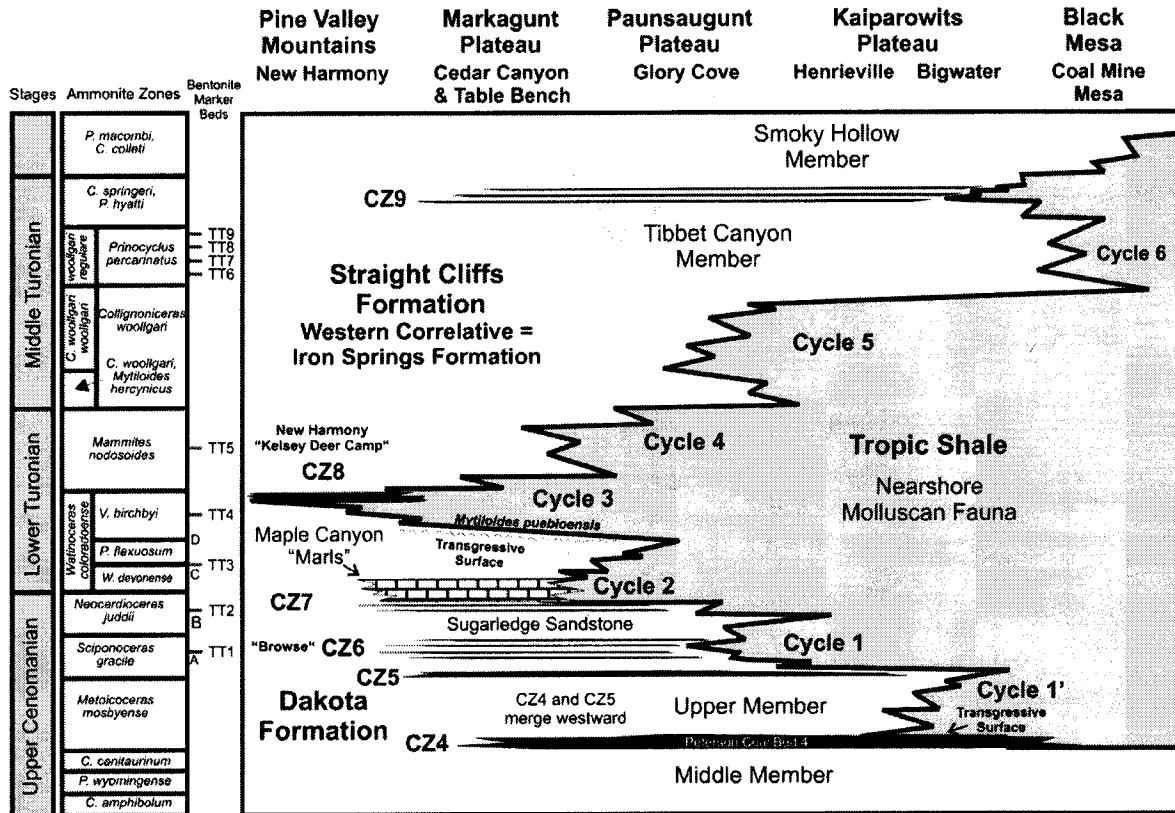 Pine Valley
Mountains
New Harmony
Markagunt
Plateau
Cedar Canyon
& Table Bench
Paunsaugunt
Plateau
Glory Cove
Kaiparowits
Plateau
Henrieville Bigwater
Black
Mesa
Coal Mine
Mesa
Stages
Ammonite Zones
Bentonite
Marker
Beds
P. macombi,
C. colleti
C. springeri,
P. hyatti
Middle Turonian
woollgari
regulare
Prinocyclus
percarinatus
TT9
TT8
TT7
TT6
C. woollgari
woollgari
Collignoniceras
woollgari
C. woollgari,
Mytiloides
hercynicus
Lower Turonian
Mammites
nodosoides
TT5
Watinoceras
coloradoense
V. birchbyi
TT4
D
P. flexuosum
TT3
C
W. devonense
Upper Cenomanian
Neocardioceras
juddii
TT2
B
Sciponoceras
gracile
A
TT1
Metoicoceras
mosbyense
C. canitaurinum
P. wyomingense
C. amphibolum
Smoky Hollow
Member
CZ9
Tibbet Canyon
Member
Cycle 6
Straight Cliffs
Formation
Western Correlative =
Iron Springs Formation
Cycle 5
New Harmony
"Kelsey Deer Camp"
CZ8
Cycle 4
Tropic Shale
Nearshore
Molluscan Fauna
Cycle 3
Mytiloides puebloensis
Maple Canyon
"Marls"
Transgressive
Surface
Cycle 2
CZ7
Sugarledge Sandstone
"Browse" CZ6
Cycle 1
CZ5
Dakota
Formation
CZ4 and CZ5
merge westward
Upper Member
Cycle 1'
Transgressive
Surface
CZ4
Middle Member